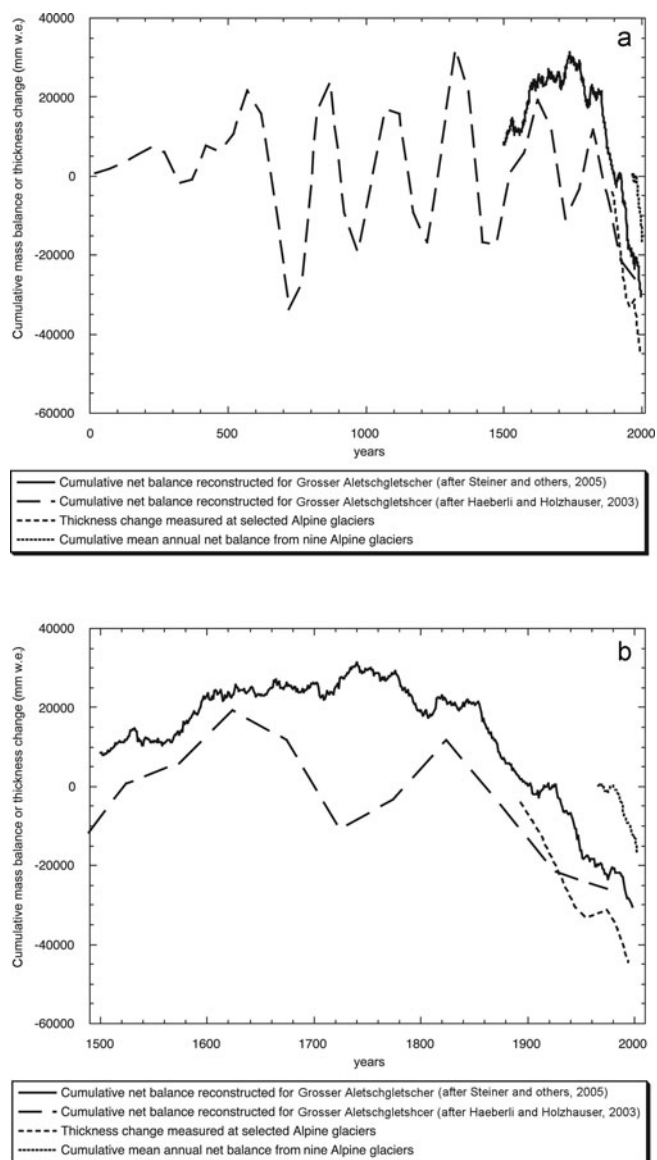 a
Cumulative mass balance or thickness change (mm w.e.)
40000
20000
0
-20000
-40000
-60000
0 500 1000 1500 2000
years
Cumulative net balance reconstructed for Grosser Aletschgletscher (after Steiner and others, 2005)
Cumulative net balance reconstructed for Grosser Aletschgletshcer (after Haeberli and Holzhauser, 2003)
Thickness change measured at selected Alpine glaciers
Cumulative mean annual net balance from nine Alpine glaciers
b
Cumulative mass balance or thickness change (mm w.e.)
40000
20000
0
-20000
-40000
-60000
1500 1600 1700 1800 1900 2000
years
Cumulative net balance reconstructed for Grosser Aletschgletscher (after Steiner and others, 2005)
Cumulative net balance reconstructed for Grosser Aletschgletshcer (after Haeberli and Holzhauser, 2003)
Thickness change measured at selected Alpine glaciers
Cumulative mean annual net balance from nine Alpine glaciers